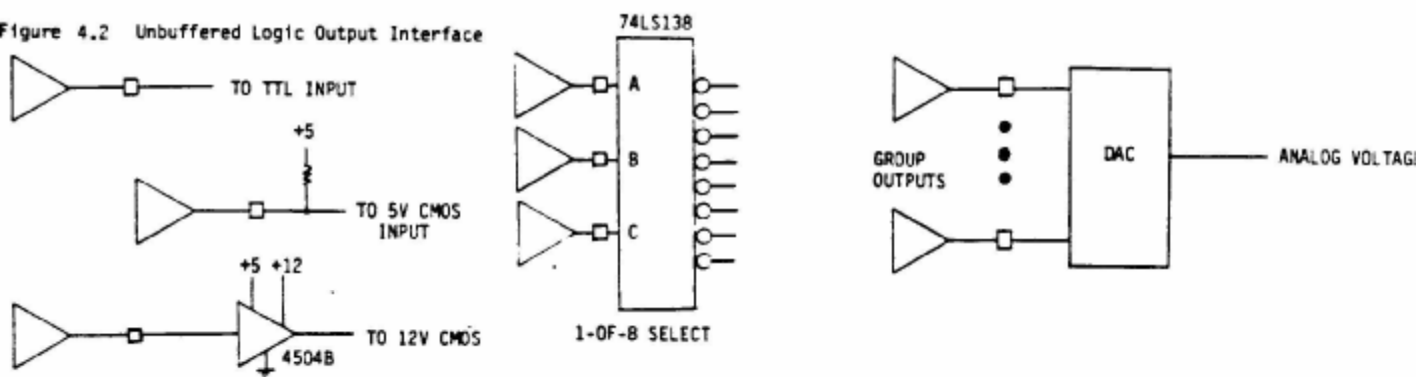 Figure 4.2 Unbuffered Logic Output Interface
TO TTL INPUT
+5
TO 5V CMOS
INPUT
+5 +12
TO 12V CMOS
4504B
74LS138
A
B
C
1-OF-8 SELECT
GROUP
OUTPUTS
DAC
ANALOG VOLTAGE